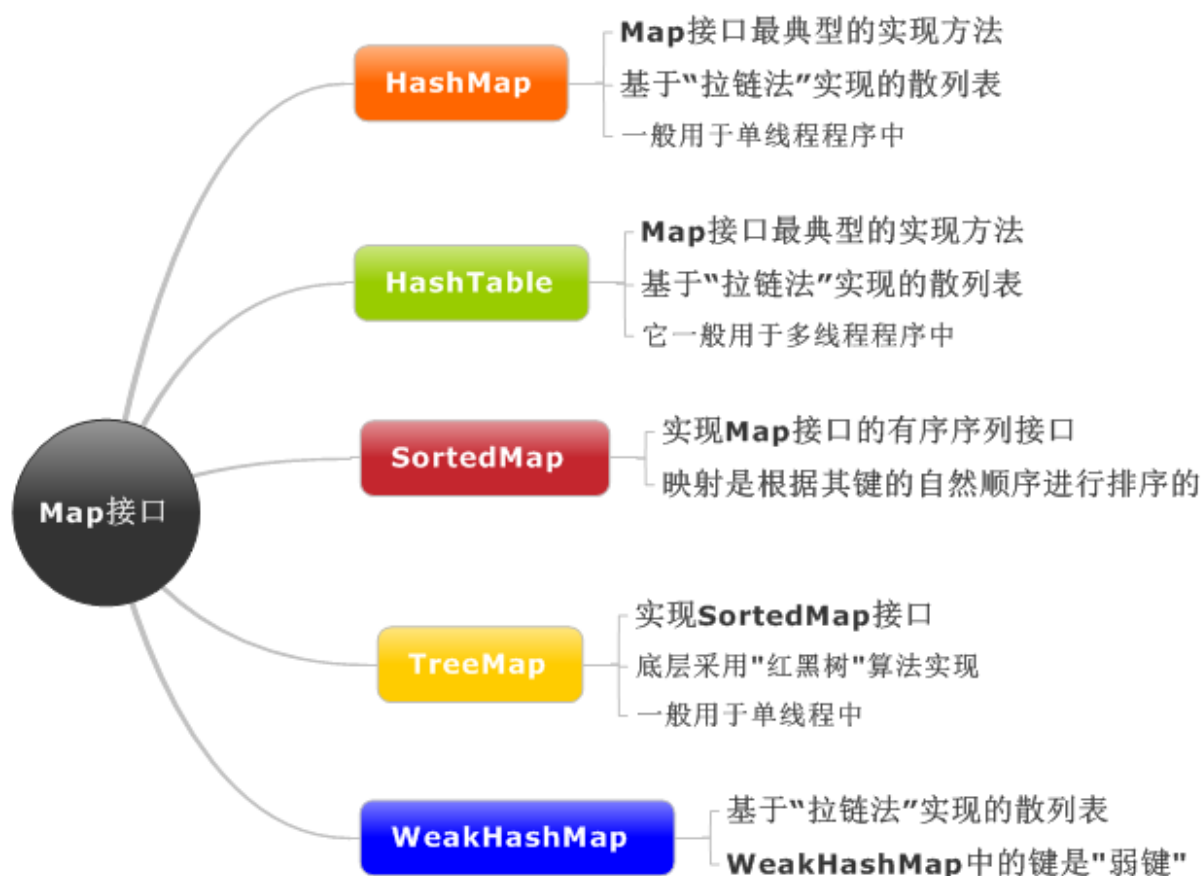 Map接口
HashMap
Map接口最典型的实现方法
基于“拉链法”实现的散列表
一般用于单线程程序中
HashTable
Map接口最典型的实现方法
基于“拉链法”实现的散列表
它一般用于多线程程序中
SortedMap
实现Map接口的有序序列接口
映射是根据其键的自然顺序进行排序的
TreeMap
实现SortedMap接口
底层采用"红黑树"算法实现
一般用于单线程中
WeakHashMap
基于“拉链法”实现的散列表
WeakHashMap中的键是"弱键"